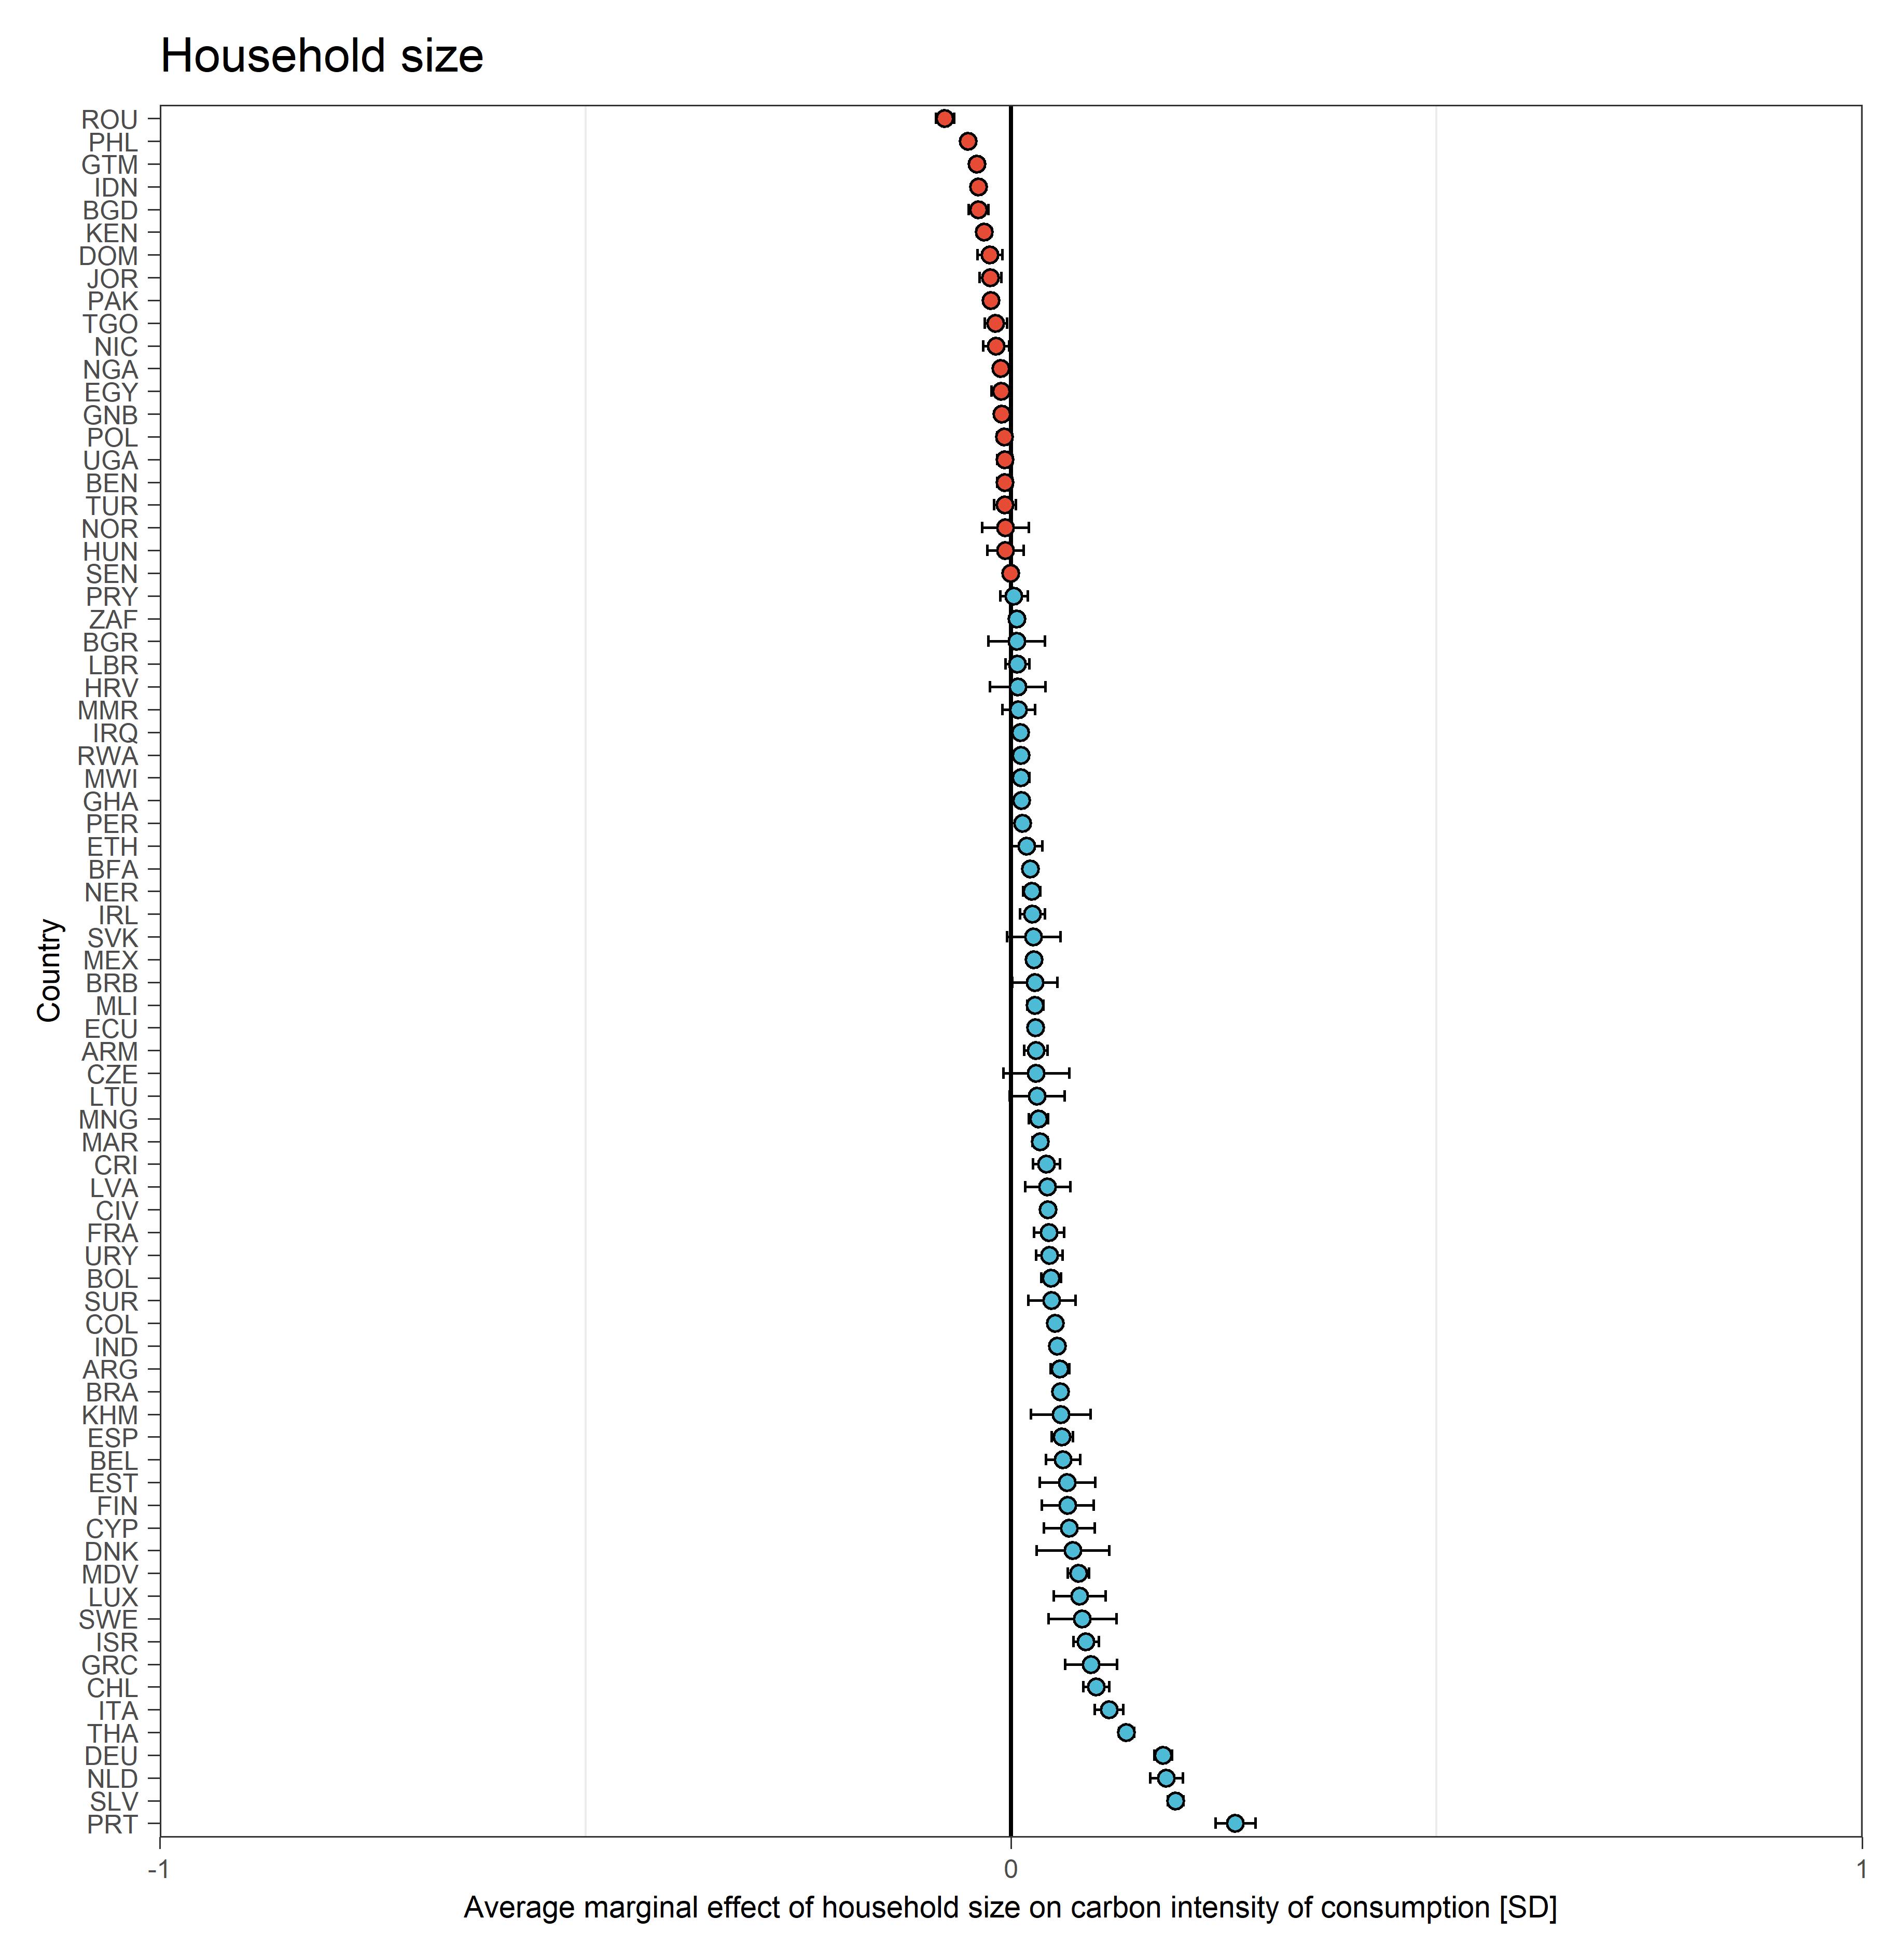 Household size
ROU
PHL
GTM
IDN
BGD
KEN
DOM
JOR
PAK
TGO
NIC
NGA
EGY
GNB
POL
UGA
BEN
TUR
NOR
HUN
SEN
PRY
ZAF
BGR
LBR
HRV
MMR
IRQ
RWA
MWI
GHA
PER
ETH
BFA
NER
IRL
SVK
MEX
BRB
MLI
ECU
ARM
CZE
LTU
MNG
MAR
CRI
LVA
CIV
FRA
URY
BOL
SUR
COL
IND
ARG
BRA
KHM
ESP
BEL
EST
FIN
CYP
DNK
MDV
LUX
SWE
ISR
GRC
CHL
ITA
THA
DEU
NLD
SLV
PRT
Country
-1 0 1
Average marginal effect of household size on carbon intensity of consumption [SD]